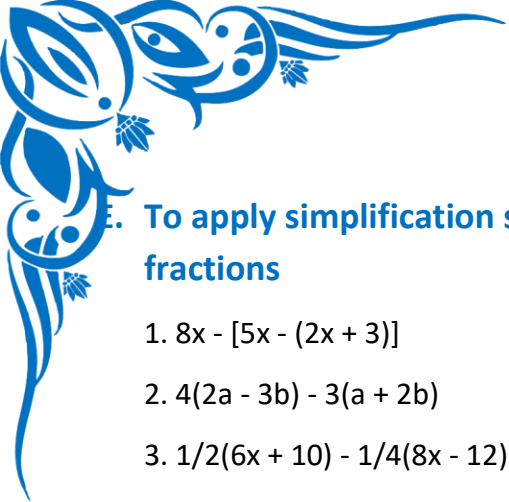 E. To apply simplification
fractions
1. 8x - [5x - (2x + 3)]
2. 4(2a - 3b) - 3(a + 2b)
3. 1/2(6x + 10) - 1/4(8x - 12)